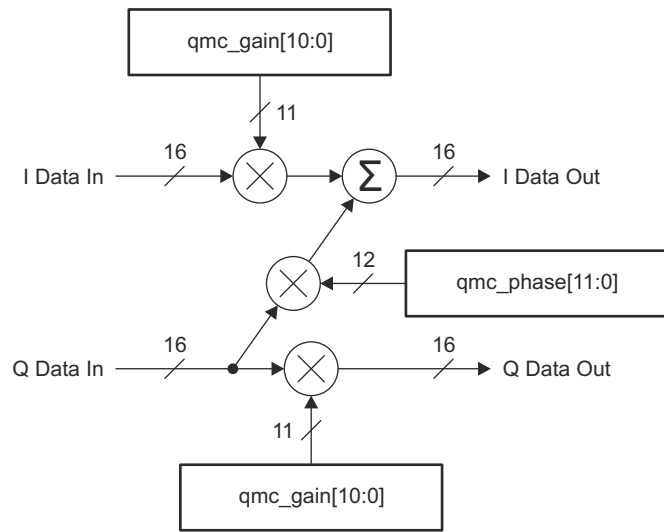 qmc_gain[10:0]
11
I Data In
16
Σ
16
I Data Out
12
qmc_phase[11:0]
Q Data In
16
16
Q Data Out
11
qmc_gain[10:0]